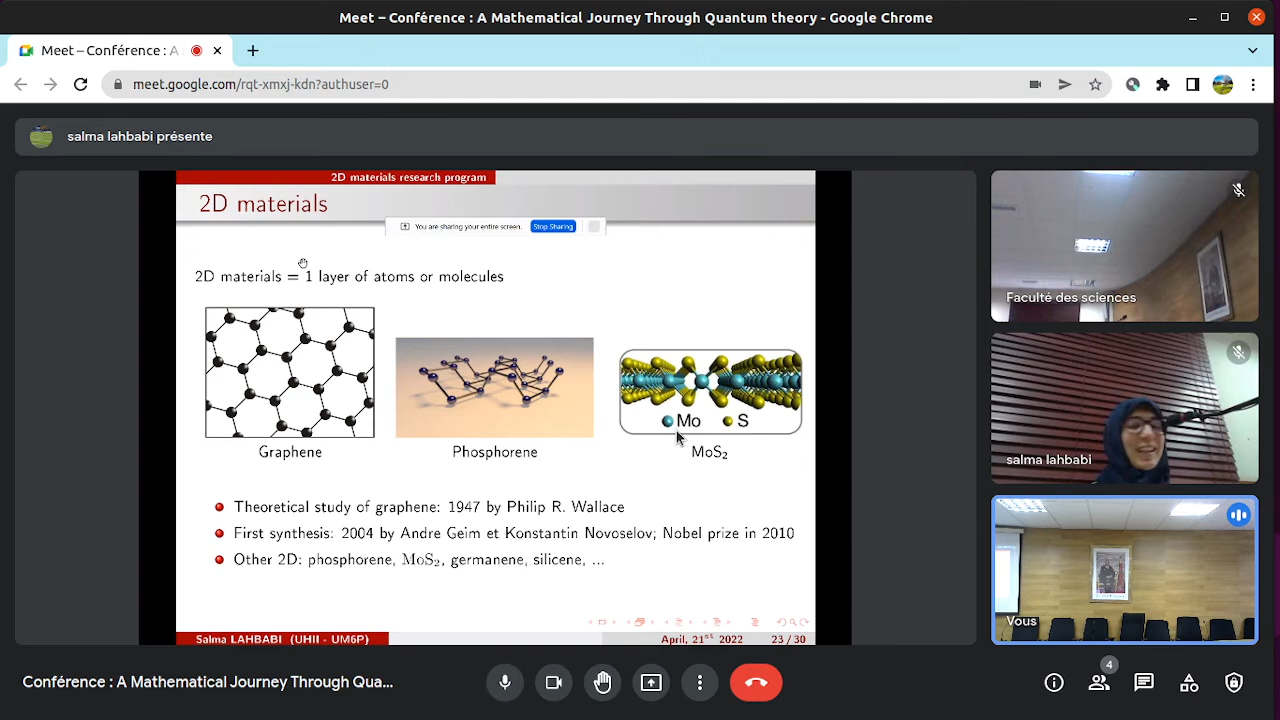 Meet – Conférence : A Mathematical Journey Through Quantum theory - Google Chrome
Meet – Conférence : A
meet.google.com/rqt-xmxj-kdn?authuser=0
salma lahbabi présente
2D materials research program
2D materials
You are sharing your entire screen. Stop Sharing
2D materials = 1 layer of atoms or molecules
Mo S
Graphene Phosphorene MoS₂
Theoretical study of graphene: 1947 by Philip R. Wallace
First synthesis: 2004 by Andre Geim et Konstantin Novoselov; Nobel prize in 2010
Other 2D: phosphorene, MoS₂, germanene, silicene, ...
Salma LAHBABI (UHII - UM6P) April, 21st 2022 23 / 30
Faculté des sciences
salma lahbabi
Vous
Conférence : A Mathematical Journey Through Qua...
4